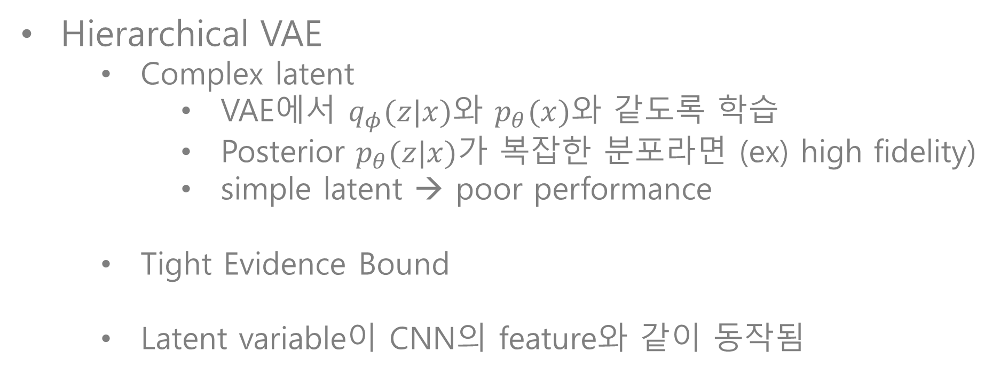 • Hierarchical VAE
• Complex latent
• VAE에서 $q_\phi(z|x)$와 $p_\theta(x)$와 같도록 학습
• Posterior $p_\theta(z|x)$가 복잡한 분포라면 (ex) high fidelity)
• simple latent → poor performance
• Tight Evidence Bound
• Latent variable이 CNN의 feature와 같이 동작됨